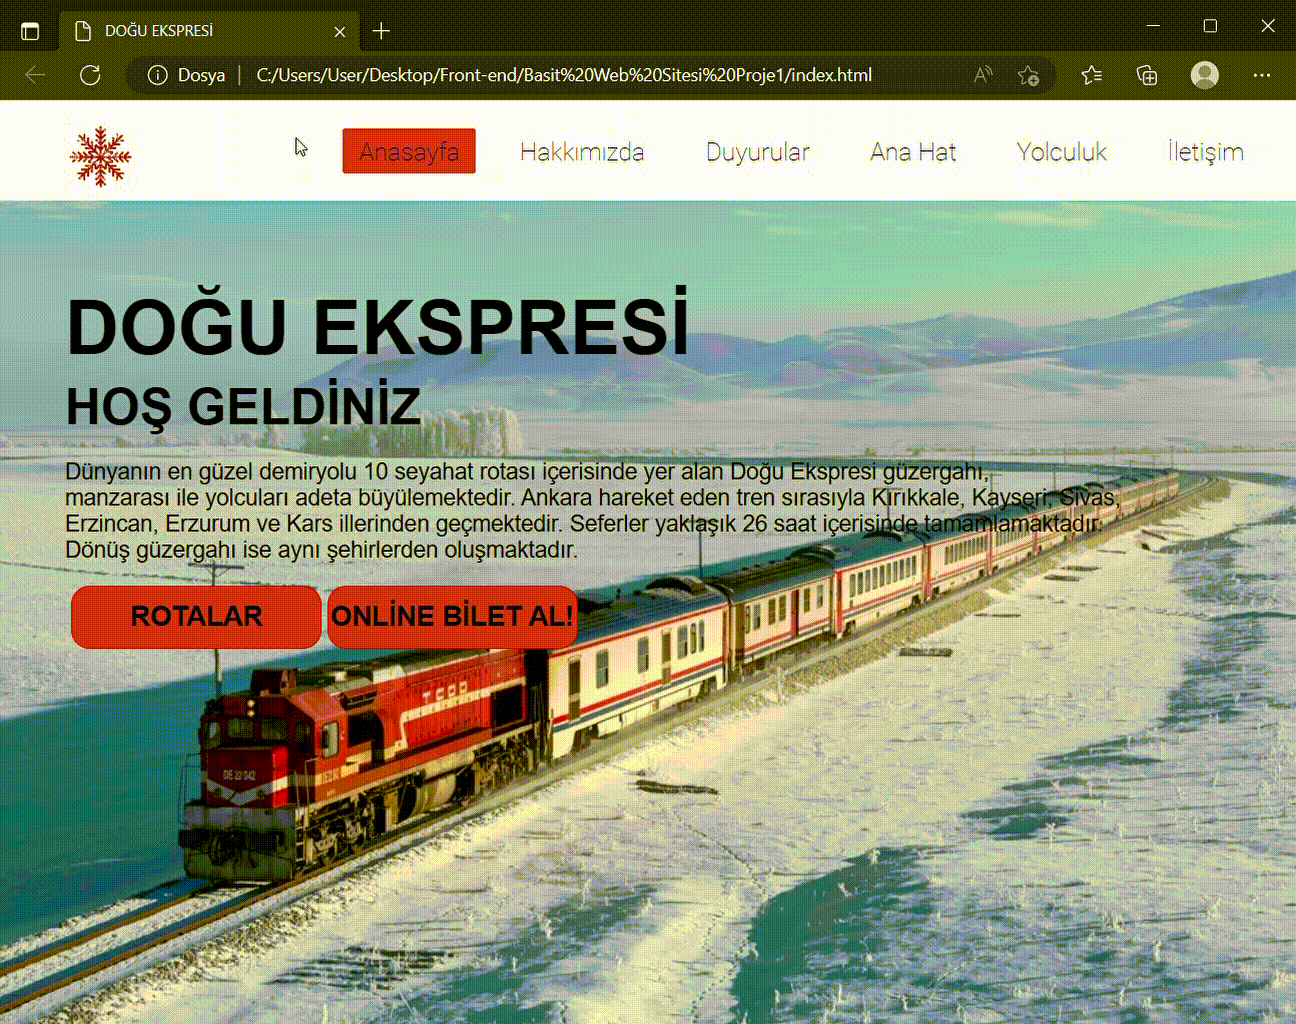 DOĞU EKSPRESİ
Dosya
C:/Users/User/Desktop/Front-end/Basit%20Web%20Sitesi%20Proje1/index.html
Anasayfa
Hakkımızda
Duyurular
Ana Hat
Yolculuk
İletişim
DOĞU EKSPRESİ
HOŞ GELDİNİZ
Dünyanın en güzel demiryolu 10 seyahat rotası içerisinde yer alan Doğu Ekspresi güzergahı,
manzarası ile yolcuları adeta büyülemektedir. Ankara hareket eden tren sırasıyla Kırıkkale, Kayseri, Sivas,
Erzincan, Erzurum ve Kars illerinden geçmektedir. Seferler yaklaşık 26 saat içerisinde tamamlamaktadır.
Dönüş güzergahı ise aynı şehirlerden oluşmaktadır.
ROTALAR
ONLİNE BİLET AL!
TCDD
DE 22 042